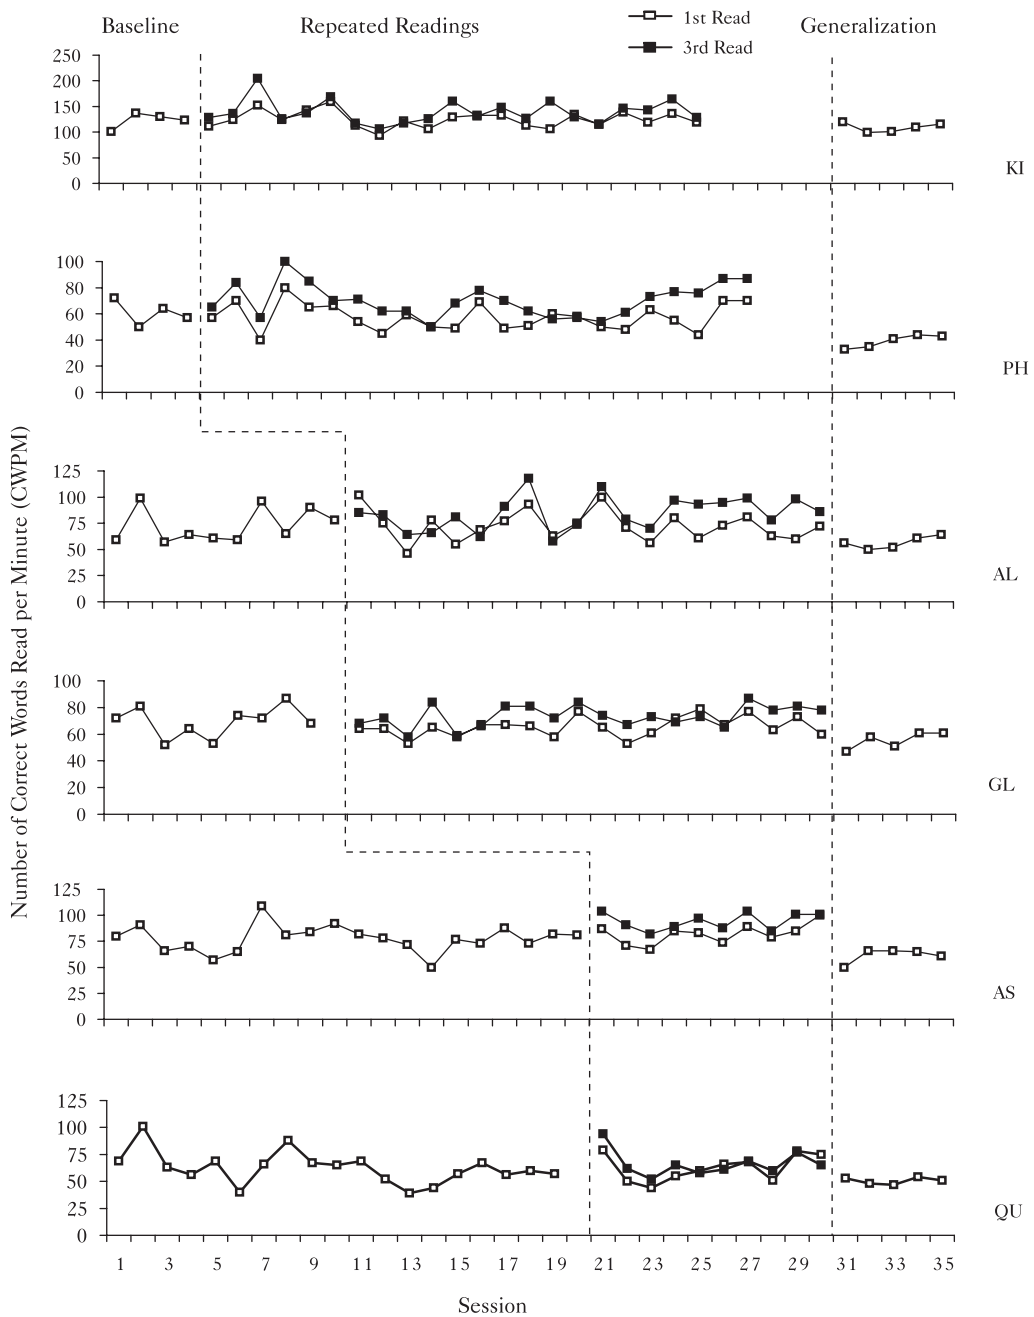 Baseline
Repeated Readings
1st Read
3rd Read
Generalization
250
200
150
100
50
0
KI
100
80
60
40
20
0
PH
Number of Correct Words Read per Minute (CWPM)
125
100
75
50
25
0
AL
100
80
60
40
20
0
GL
125
100
75
50
25
0
AS
125
100
75
50
25
0
QU
1 3 5 7 9 11 13 15 17 19 21 23 25 27 29 31 33 35
Session